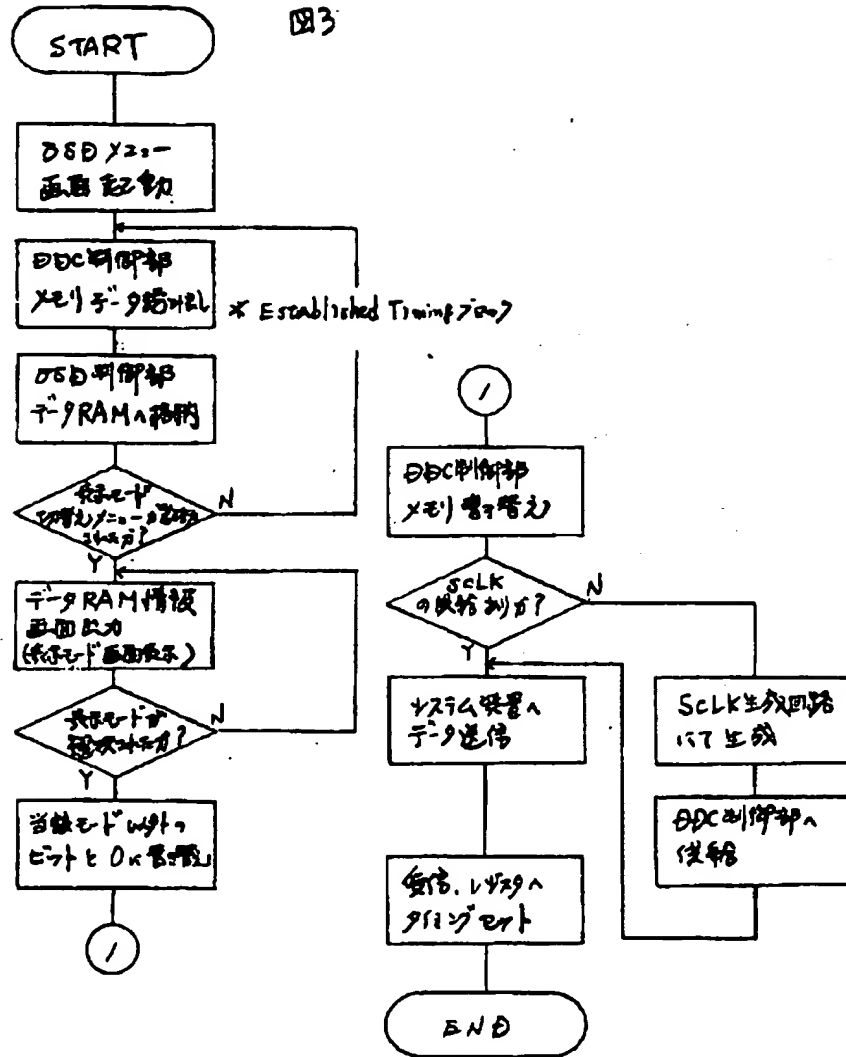 図3
START
OSDメニュー
画面起動
DDC制御部
メモリデータ読み出し
※ Established Timingブロック
OSD制御部
データRAMへ格納
表示モード
切替えメニューが選択
されたか?
N
Y
データRAM情報
画面出力
(表示モード画面表示)
表示モードが
選択されたか?
N
Y
当該モード以外の
ビットを0に書き替え
1
1
DDC制御部
メモリ書き替え
SCLK
の供給ありか?
N
Y
システム装置へ
データ送信
SCLK生成回路
にて生成
DDC制御部へ
供給
受信、レジスタへ
タイミングセット
END